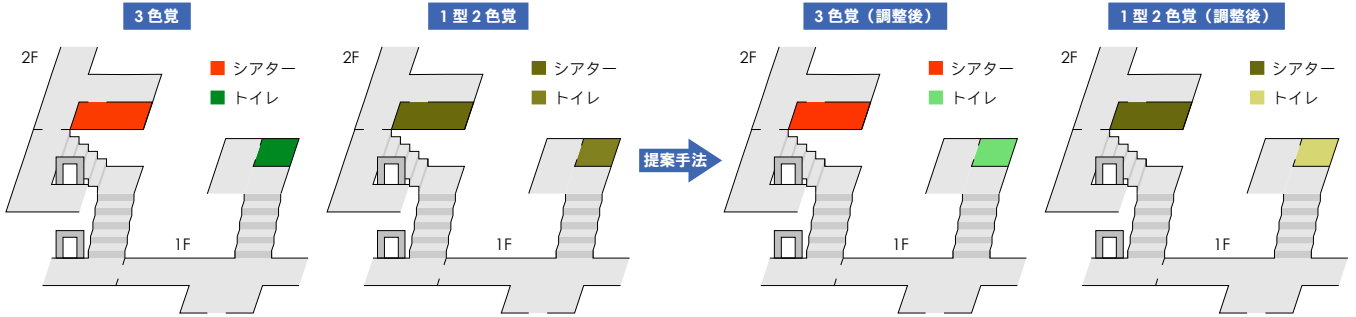 3色覚
2F
シアター
トイレ
1F
1型2色覚
2F
シアター
トイレ
1F
提案手法
3色覚（調整後）
2F
シアター
トイレ
1F
1型2色覚（調整後）
2F
シアター
トイレ
1F